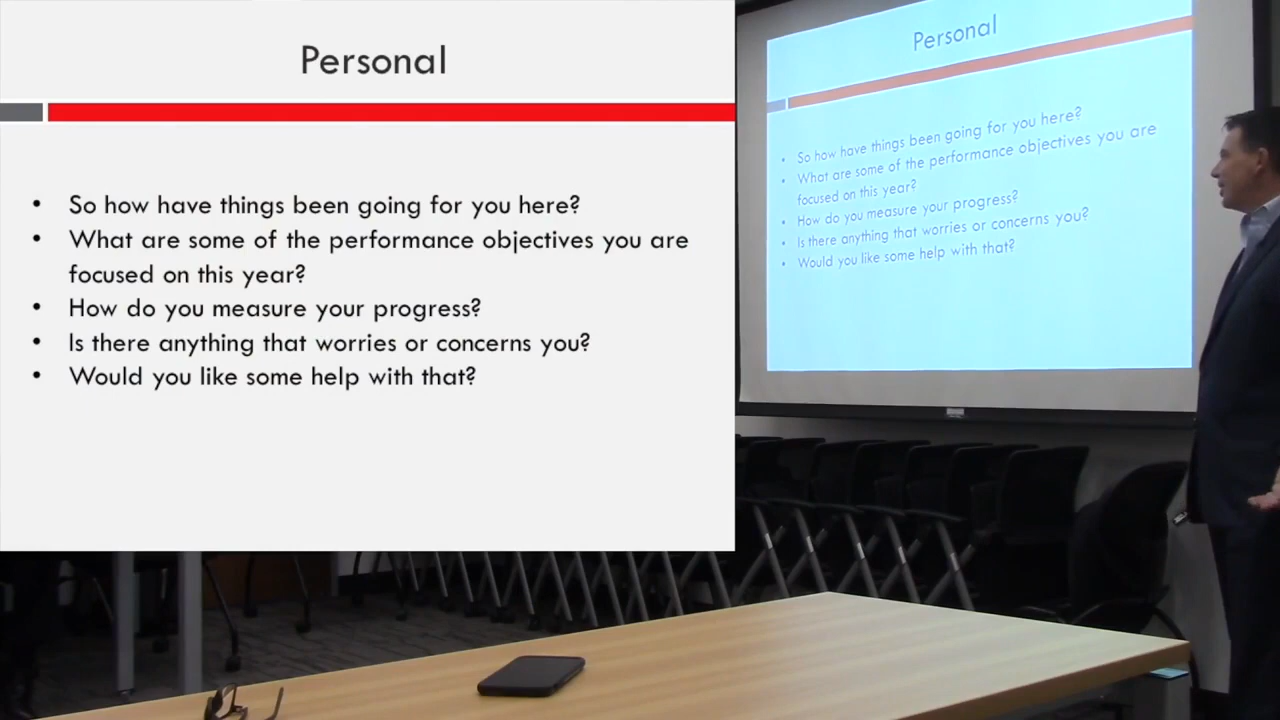 Personal
• So how have things been going for you here?
• What are some of the performance objectives you are
focused on this year?
• How do you measure your progress?
• Is there anything that worries or concerns you?
• Would you like some help with that?
Personal
• So how have things been going for you here?
• What are some of the performance objectives you are
focused on this year?
• How do you measure your progress?
• Is there anything that worries or concerns you?
• Would you like some help with that?